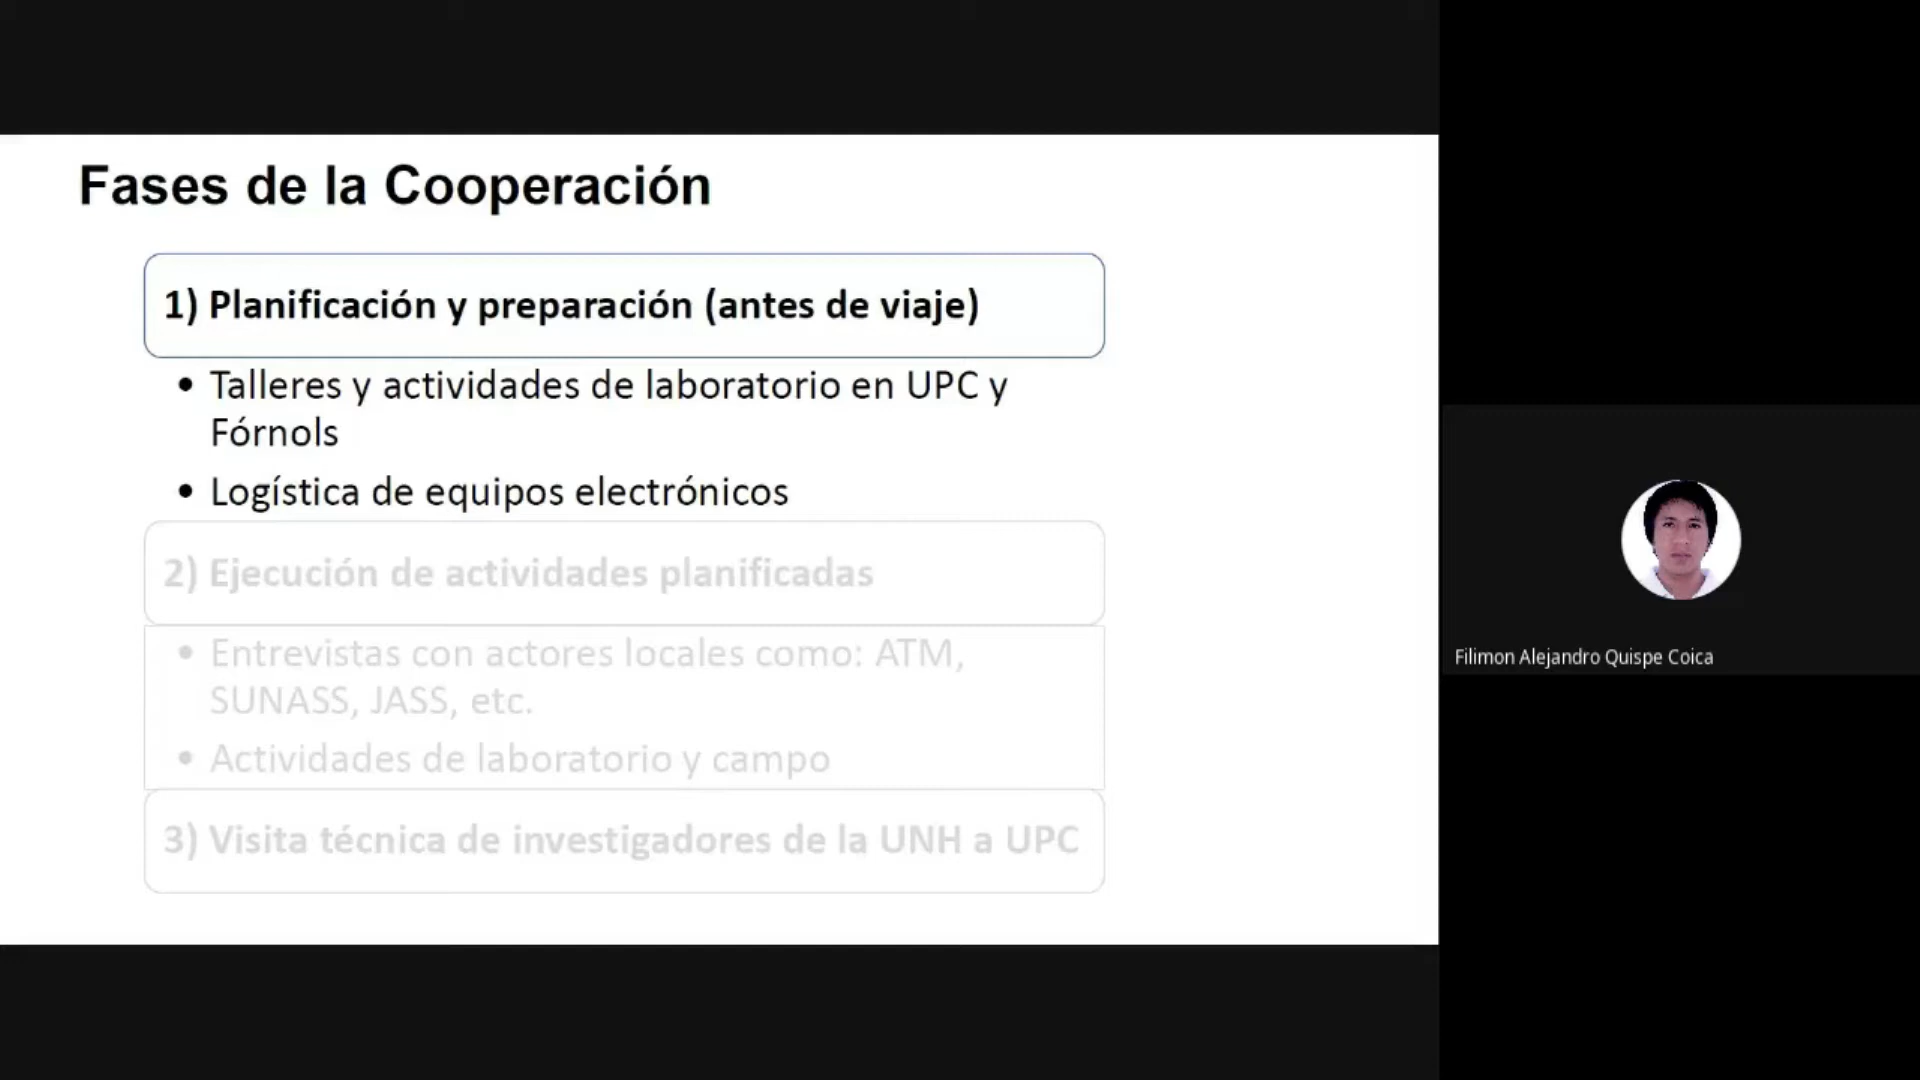 Fases de la Cooperación
1) Planificación y preparación (antes de viaje)
• Talleres y actividades de laboratorio en UPC y
Fórnols
• Logística de equipos electrónicos
2) Ejecución de actividades planificadas
• Entrevistas con actores locales como: ATM,
SUNASS, JASS, etc.
• Actividades de laboratorio y campo
3) Visita técnica de investigadores de la UNH a UPC
Filimon Alejandro Quispe Coica